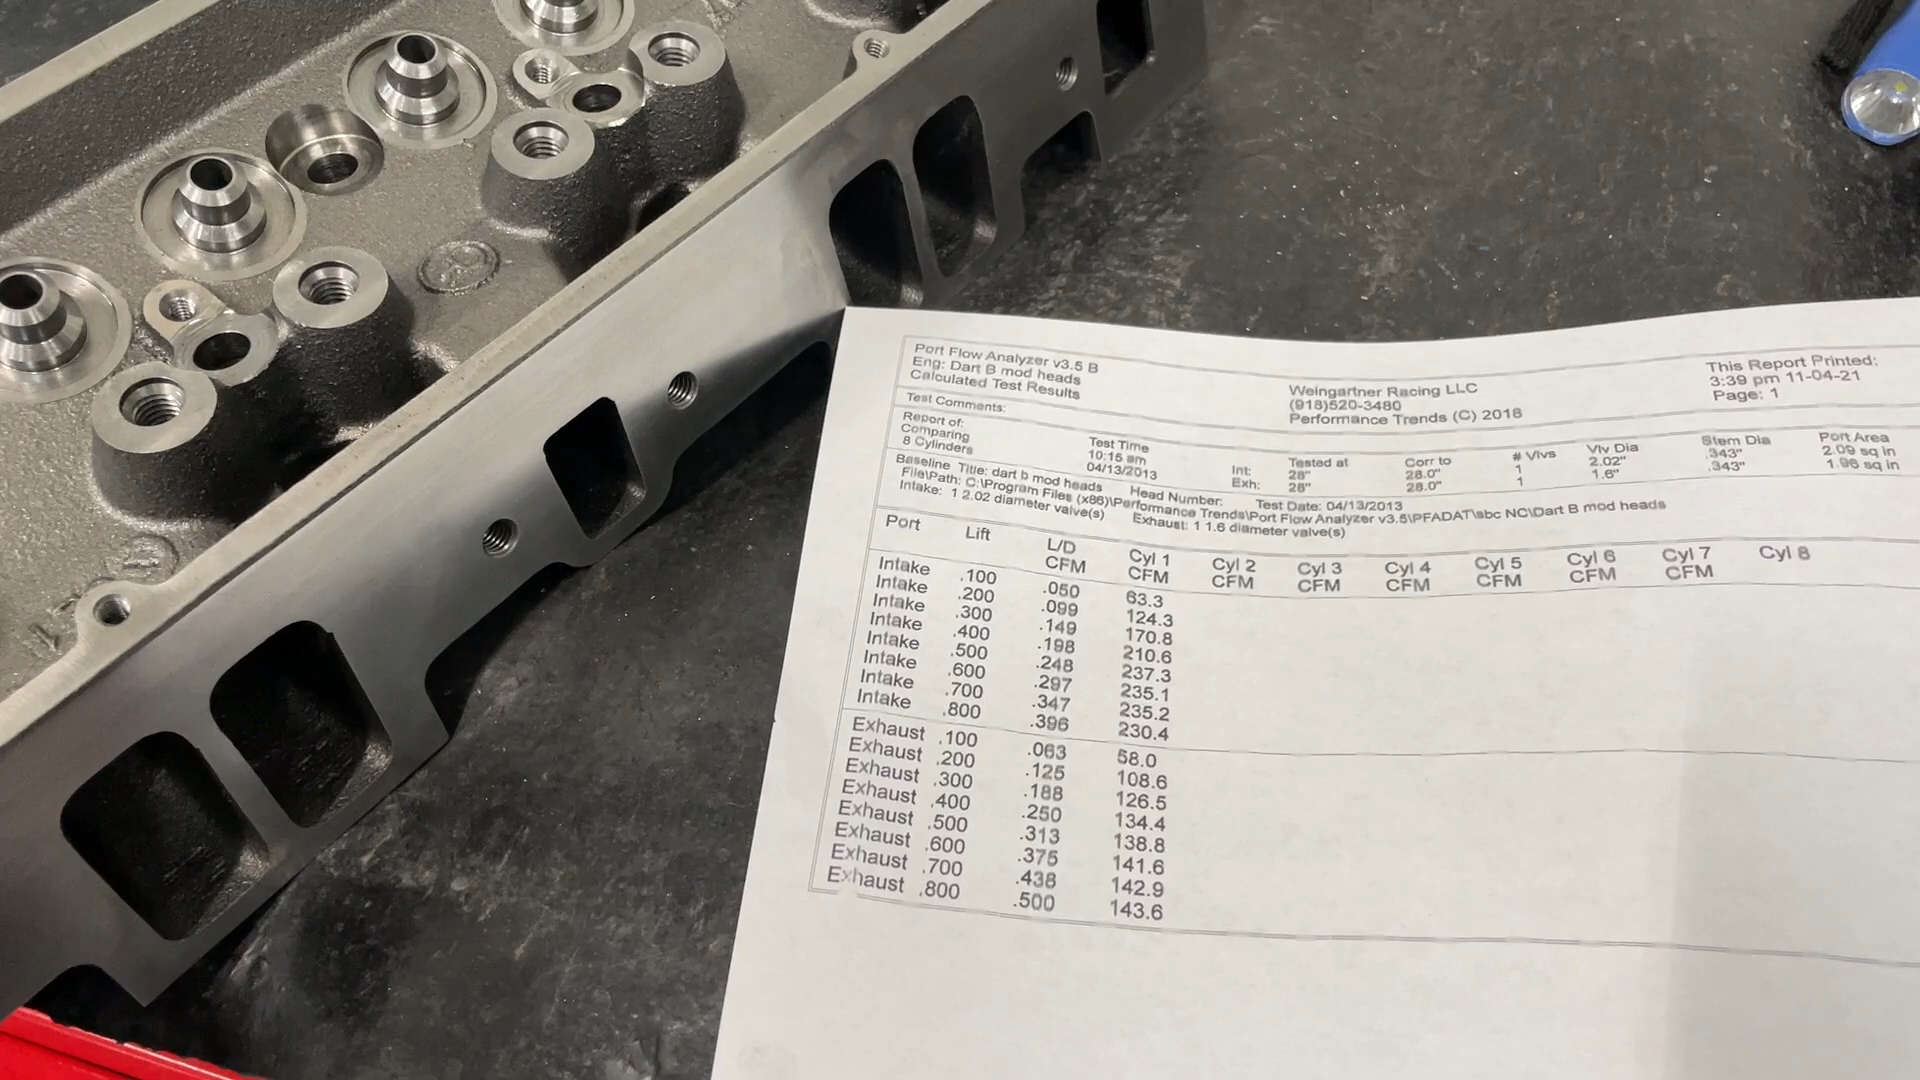 Port Flow Analyzer v3.5 B
Eng: Dart B mod heads
Calculated Test Results
Weingartner Racing LLC
(918)520-3480
Performance Trends (C) 2018
This Report Printed:
3:39 pm 11-04-21
Page: 1
Test Comments:
Report of:
Comparing
8 Cylinders
Test Time
10:15 am
04/13/2013
Tested at Corr to # Vlvs Vlv Dia Stem Dia Port Area
Int: 28" 28.0" 1 2.02" .343" 2.09 sq in
Exh: 28" 28.0" 1 1.6" .343" 1.96 sq in
Baseline Title: dart b mod heads Head Number: Test Date: 04/13/2013
File\Path: C:\Program Files (x86)\Performance Trends\Port Flow Analyzer v3.5\PFADAT\sbc NC\Dart B mod heads
Intake: 1 2.02 diameter valve(s) Exhaust: 1 1.6 diameter valve(s)
Port Lift L/D Cyl 1 Cyl 2 Cyl 3 Cyl 4 Cyl 5 Cyl 6 Cyl 7 Cyl 8
CFM CFM CFM CFM CFM CFM CFM CFM
Intake .100 .050 63.3
Intake .200 .099 124.3
Intake .300 .149 170.8
Intake .400 .198 210.6
Intake .500 .248 237.3
Intake .600 .297 235.1
Intake .700 .347 235.2
Intake .800 .396 230.4
Exhaust .100 .063 58.0
Exhaust .200 .125 108.6
Exhaust .300 .188 126.5
Exhaust .400 .250 134.4
Exhaust .500 .313 138.8
Exhaust .600 .375 141.6
Exhaust .700 .438 142.9
Exhaust .800 .500 143.6